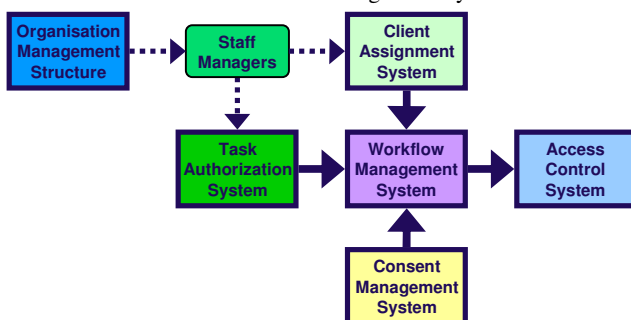 Organisation
Management
Structure
Staff
Managers
Client
Assignment
System
Task
Authorization
System
Workflow
Management
System
Access
Control
System
Consent
Management
System